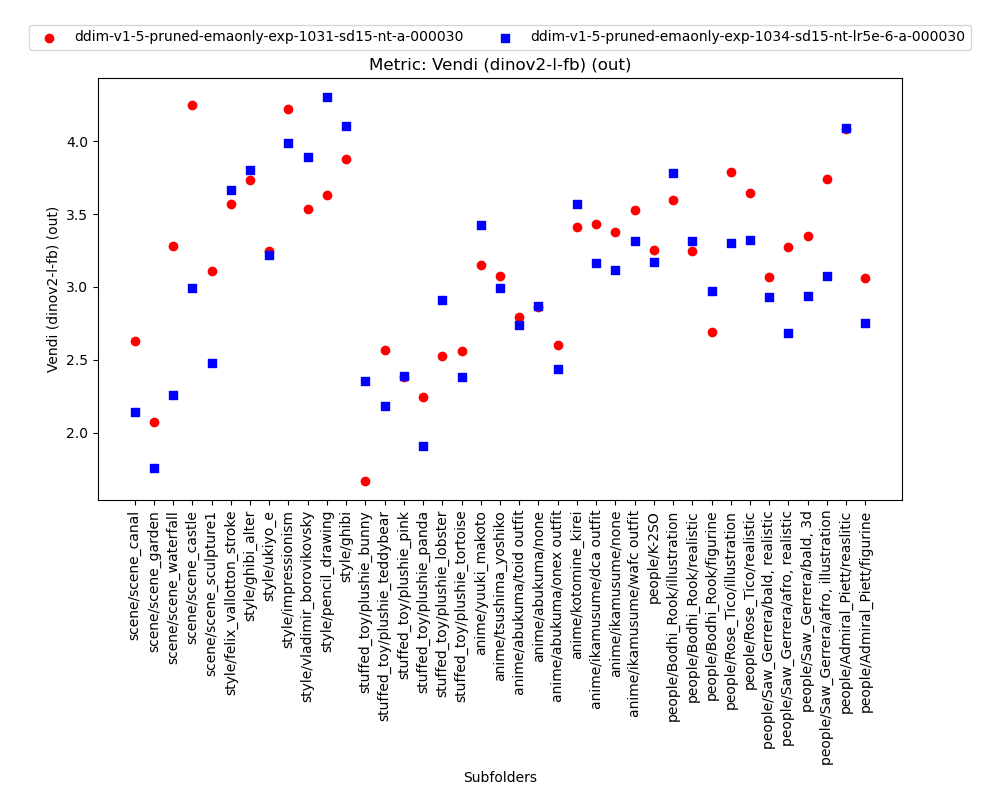 ddim-v1-5-pruned-emaonly-exp-1031-sd15-nt-a-000030
ddim-v1-5-pruned-emaonly-exp-1034-sd15-nt-lr5e-6-a-000030
Metric: Vendi (dinov2-l-fb) (out)
Vendi (dinov2-l-fb) (out)
4.0
3.5
3.0
2.5
2.0
scene/scene_canal
scene/scene_garden
scene/scene_waterfall
scene/scene_castle
scene/scene_sculpture1
style/felix_vallotton_stroke
style/ghibi_alter
style/ukiyo_e
style/impressionism
style/vladimir_borovikovsky
style/pencil_drawing
style/ghibi
stuffed_toy/plushie_bunny
stuffed_toy/plushie_teddybear
stuffed_toy/plushie_pink
stuffed_toy/plushie_panda
stuffed_toy/plushie_lobster
stuffed_toy/plushie_tortoise
anime/yuuki_makoto
anime/tsushima_yoshiko
anime/abukuma/toid outfit
anime/abukuma/none
anime/abukuma/onex outfit
anime/kotomine_kirei
anime/ikamusume/dca outfit
anime/ikamusume/none
anime/ikamusume/wafc outfit
people/K-2SO
people/Bodhi_Rook/illustration
people/Bodhi_Rook/realistic
people/Bodhi_Rook/figurine
people/Rose_Tico/illustration
people/Rose_Tico/realistic
people/Saw_Gerrera/bald, realistic
people/Saw_Gerrera/afro, realistic
people/Saw_Gerrera/bald, 3d
people/Saw_Gerrera/afro, illustration
people/Admiral_Piett/reaslitic
people/Admiral_Piett/figurine
Subfolders